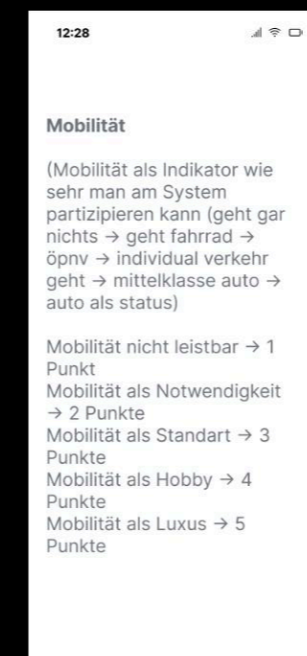 12:28
Mobilität
(Mobilität als Indikator wie
sehr man am System
partizipieren kann (geht gar
nichts → geht fahrrad →
öpnv → individual verkehr
geht → mittelklasse auto →
auto als status)
Mobilität nicht leistbar → 1
Punkt
Mobilität als Notwendigkeit
→ 2 Punkte
Mobilität als Standart → 3
Punkte
Mobilität als Hobby → 4
Punkte
Mobilität als Luxus → 5
Punkte